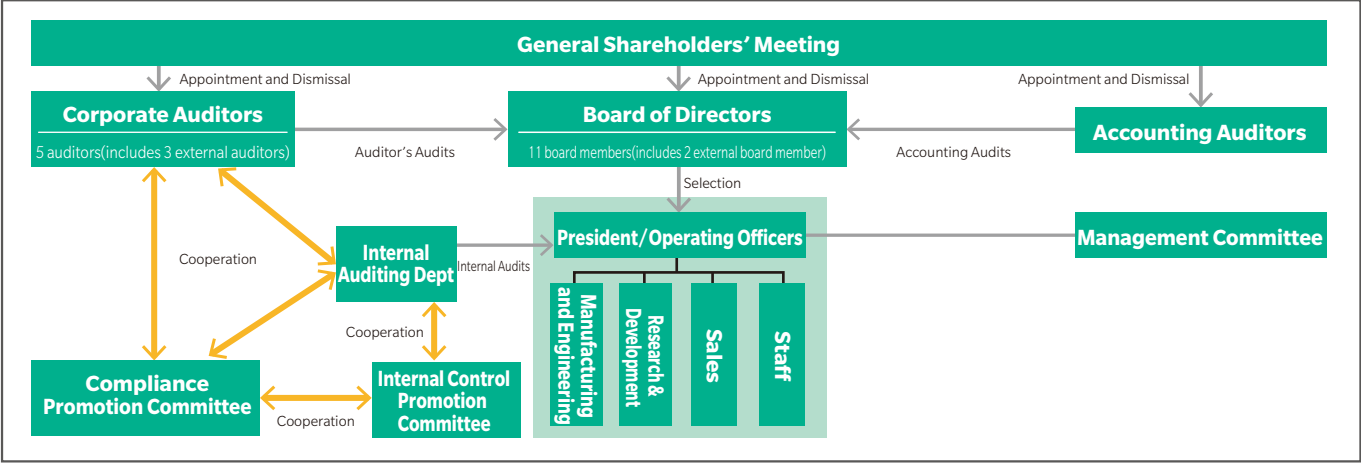 General Shareholders’ Meeting
Appointment and Dismissal
Appointment and Dismissal
Appointment and Dismissal
Corporate Auditors
5 auditors(includes 3 external auditors)
Auditor’s Audits
Board of Directors
11 board members(includes 2 external board member)
Accounting Audits
Accounting Auditors
Selection
Cooperation
Internal
Auditing Dept
Internal Audits
President/Operating Officers
Management Committee
Manufacturing
and Engineering
Research &
Development
Sales
Staff
Cooperation
Compliance
Promotion Committee
Cooperation
Internal Control
Promotion
Committee